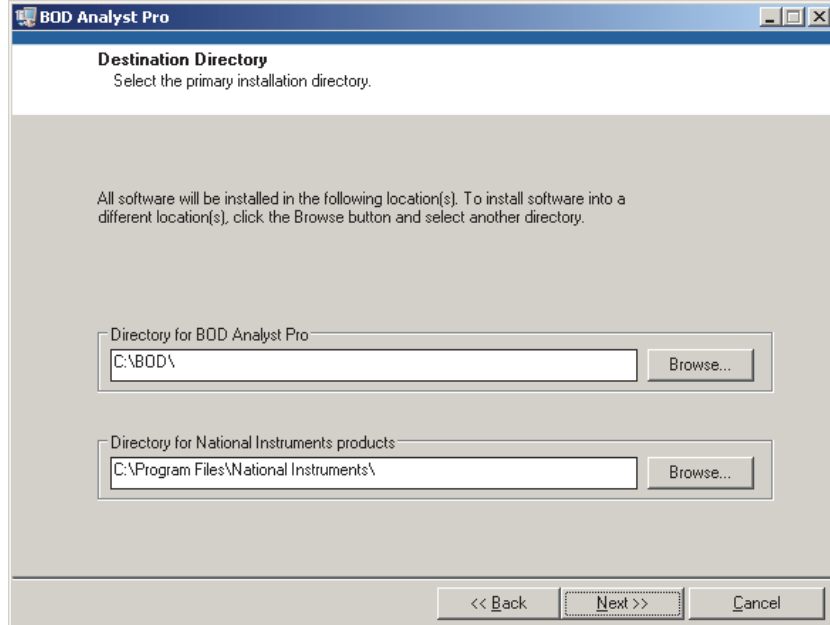 BOD Analyst Pro
Destination Directory
Select the primary installation directory.
All software will be installed in the following location(s). To install software into a
different location(s), click the Browse button and select another directory.
Directory for BOD Analyst Pro
C:\BOD\
Browse...
Directory for National Instruments products
C:\Program Files\National Instruments\
Browse...
<< Back
Next >>
Cancel